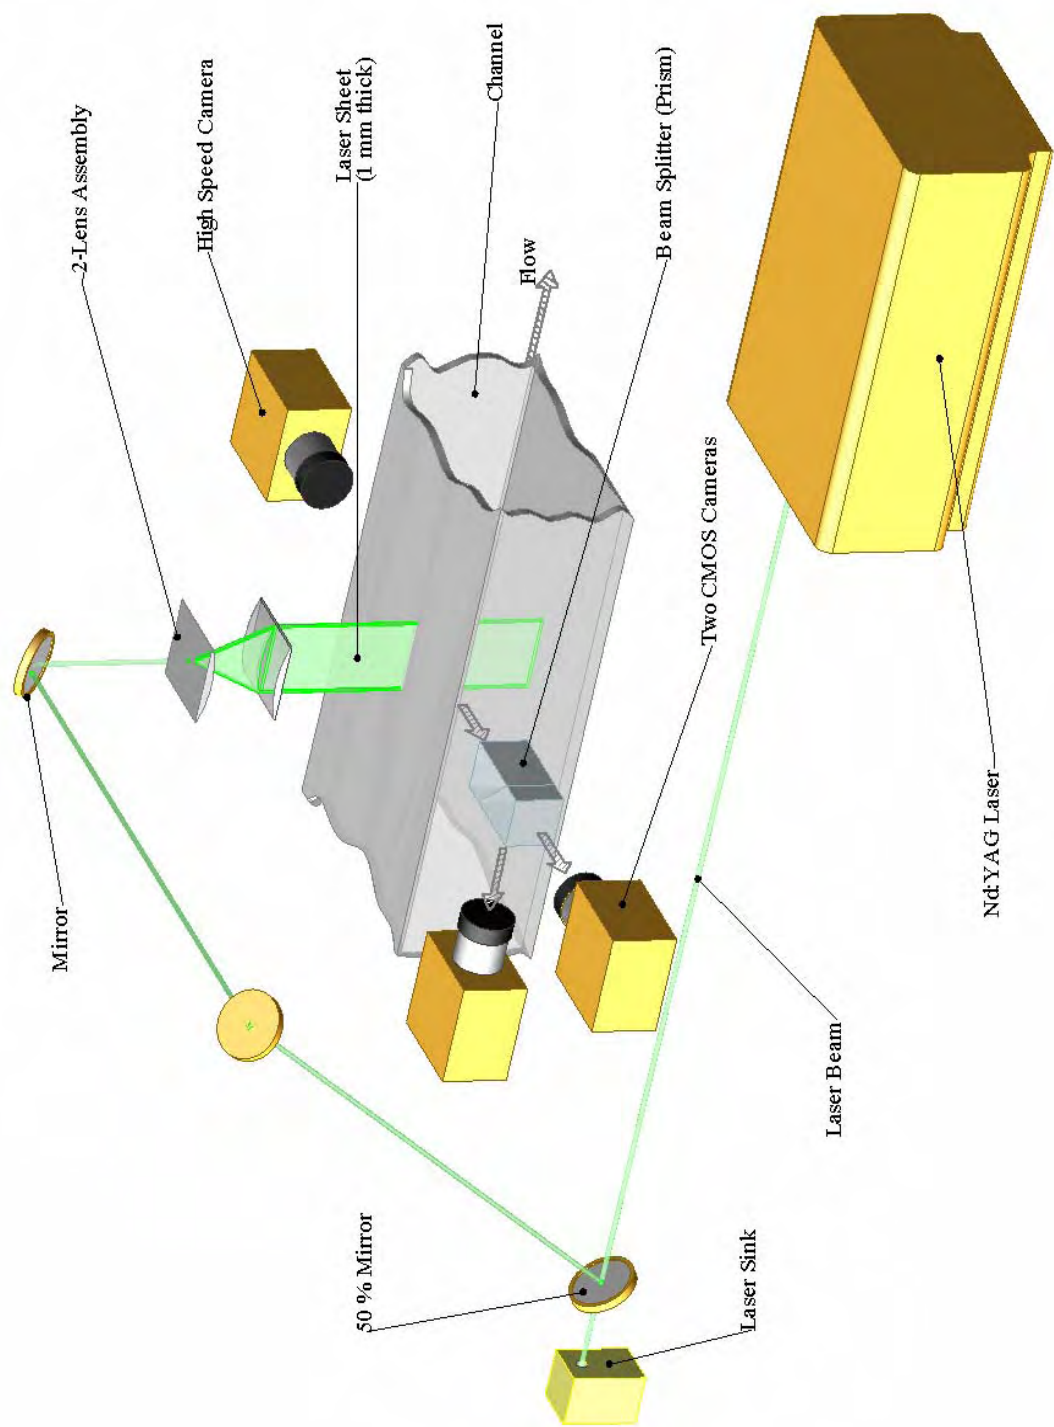 2-Lens Assembly
High Speed Camera
Laser Sheet
(1 mm thick)
Channel
Beam Splitter (Prism)
Flow
Two CMOS Cameras
Mirror
Nd:YAG Laser
Laser Beam
50 % Mirror
Laser Sink